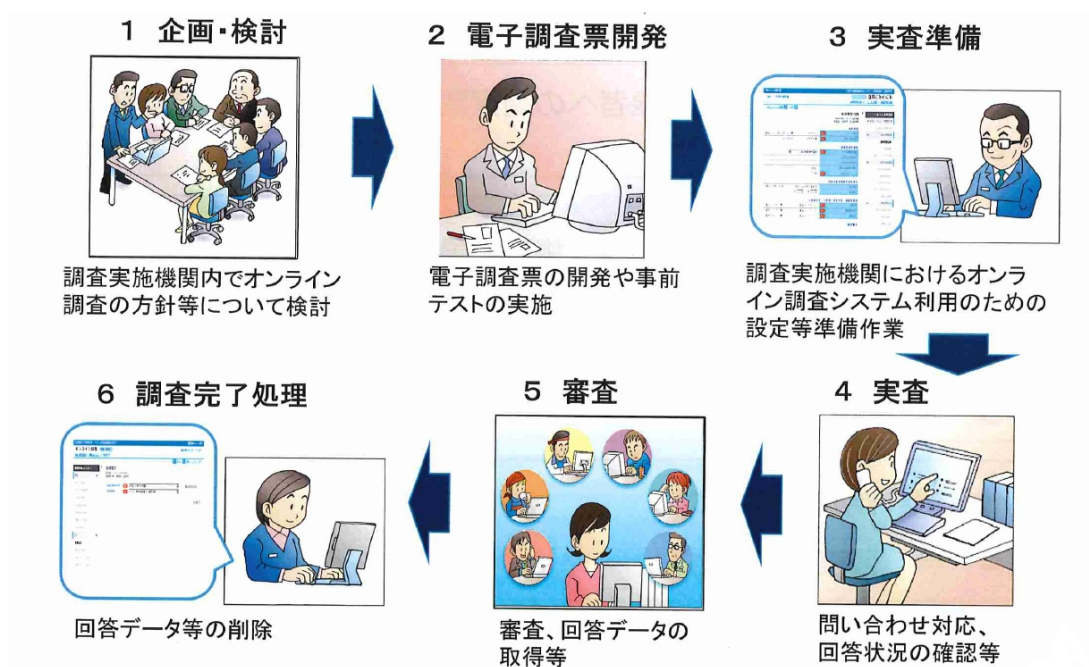 1 企画・検討
調査実施機関内でオンライン
調査の方針等について検討
2 電子調査票開発
電子調査票の開発や事前
テストの実施
3 実査準備
調査実施機関におけるオンラ
イン調査システム利用のための
設定等準備作業
4 実査
問い合わせ対応、
回答状況の確認等
5 審査
審査、回答データの
取得等
6 調査完了処理
回答データ等の削除